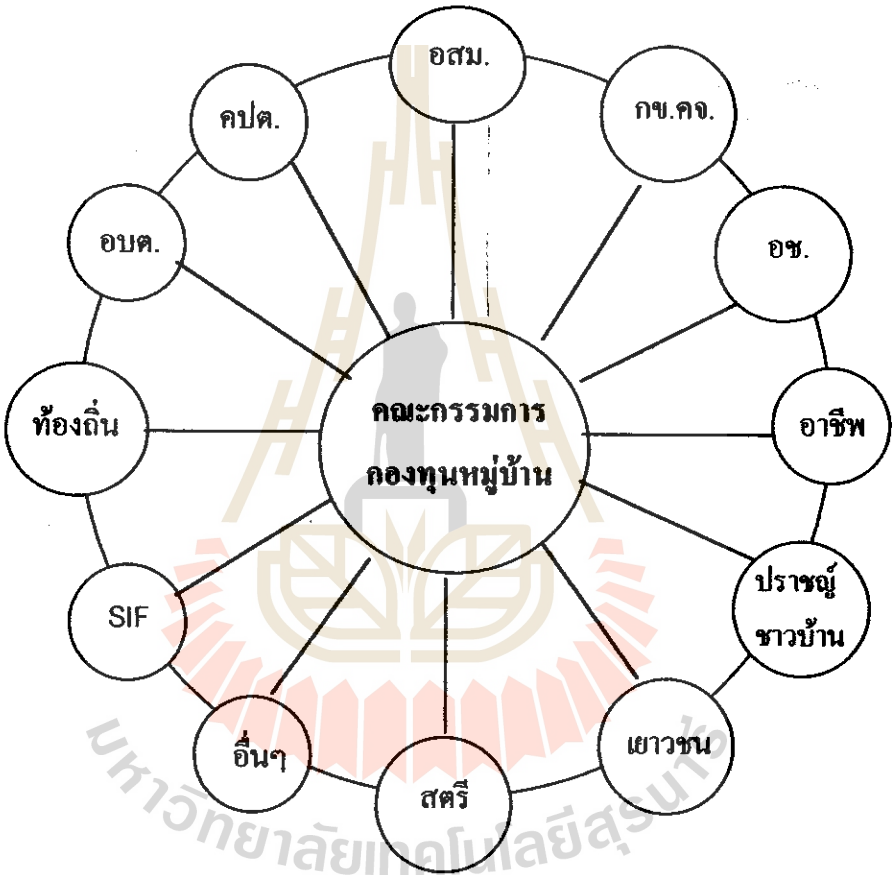 อสม.
กข.คจ.
อช.
อาชีพ
ปราชญ์
ชาวบ้าน
เยาวชน
สตรี
อื่นๆ
SIF
ท้องถิ่น
อบต.
คปต.
คณะกรรมการ
กองทุนหมู่บ้าน
มหาวิทยาลัยเทคโนโลยีสุรนารี